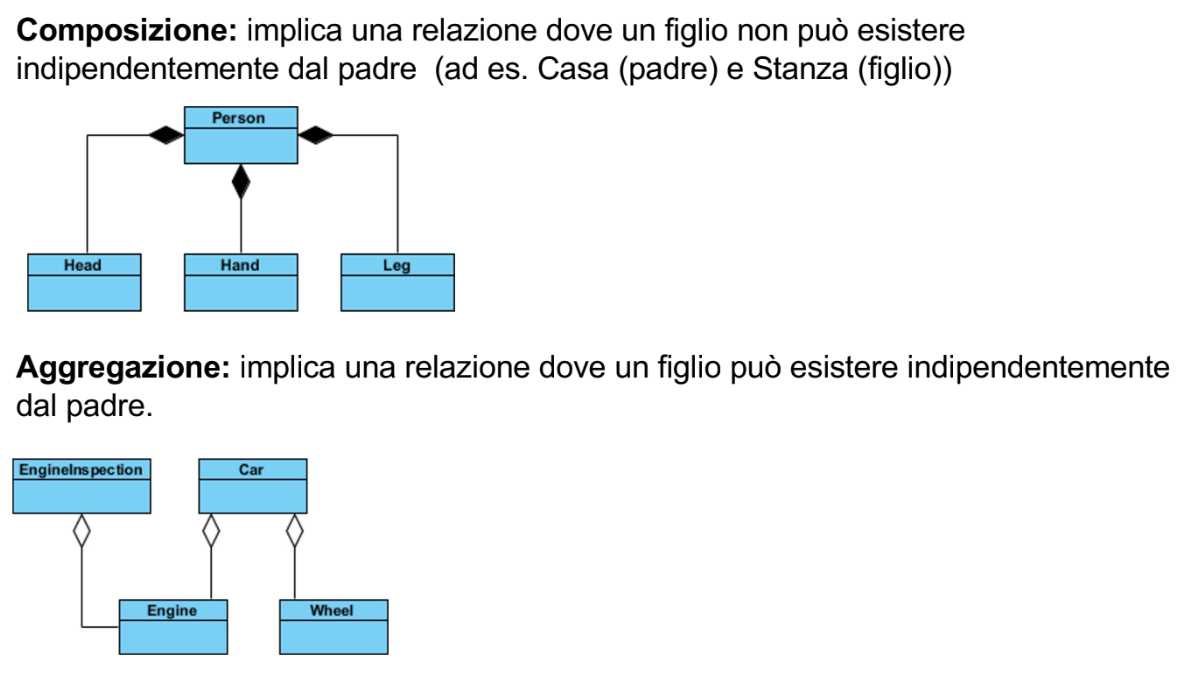 Composizione: implica una relazione dove un figlio non può esistere
indipendentemente dal padre (ad es. Casa (padre) e Stanza (figlio))
Person
Head Hand Leg
Aggregazione: implica una relazione dove un figlio può esistere indipendentemente
dal padre.
EngineInspection Car
Engine Wheel